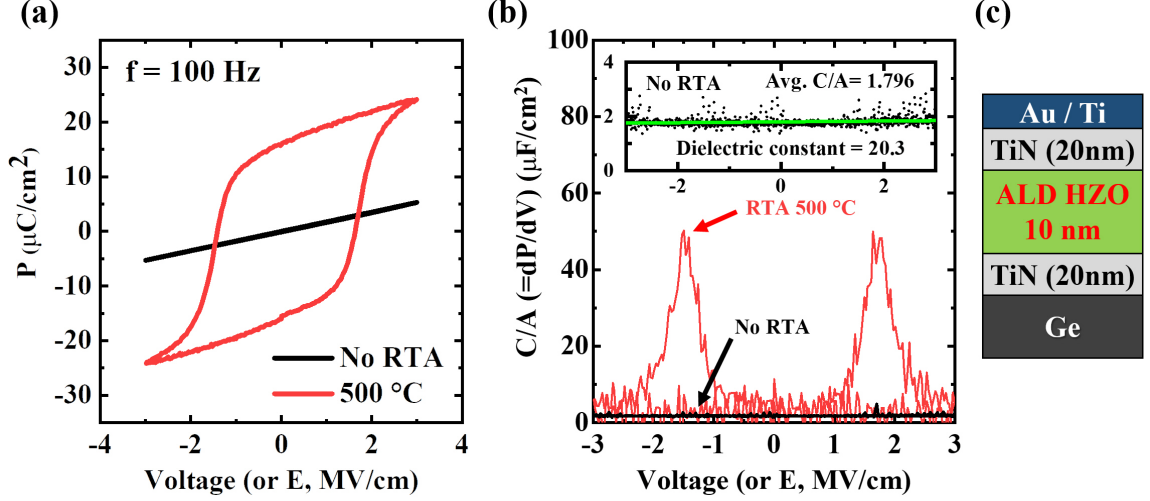 (a)
P (μC/cm²)
30
20
10
0
-10
-20
-30
f = 100 Hz
No RTA
500 °C
-4
-2
0
2
4
Voltage (or E, MV/cm)
(b)
C/A (=dP/dV) (μF/cm²)
100
80
60
40
20
0
4
2
0
No RTA
Avg. C/A= 1.796
Dielectric constant = 20.3
-2
0
2
RTA 500 °C
No RTA
-3
-2
-1
0
1
2
3
Voltage (or E, MV/cm)
(c)
Au / Ti
TiN (20nm)
ALD HZO
10 nm
TiN (20nm)
Ge